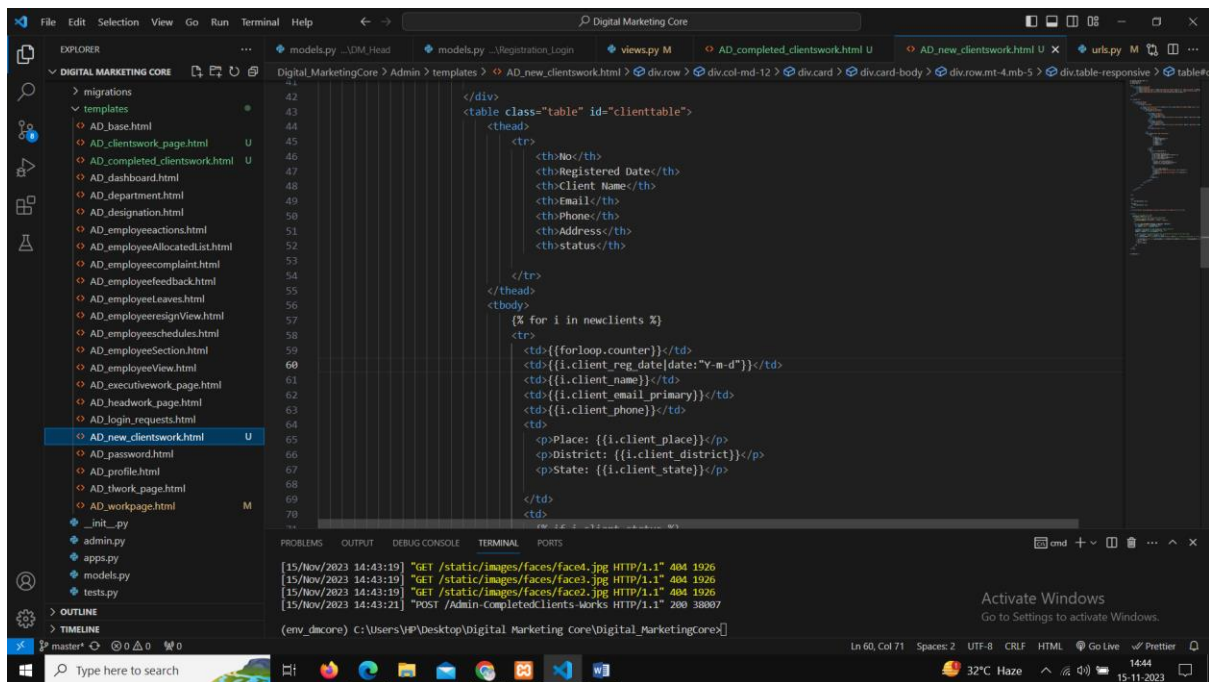 File Edit Selection View Go Run Terminal Help
Digital Marketing Core
EXPLORER
models.py ...\DM_Head
models.py ...\Registration_Login
views.py M
AD_completed_clientswork.html U
AD_new_clientswork.html U
urls.py M
DIGITAL MARKETING CORE
Digital_MarketingCore > Admin > templates > AD_new_clientswork.html > div.row > div.col-md-12 > div.card > div.card-body > div.row.mt-4.mb-5 > div.table-responsive >
migrations
templates
AD_base.html
AD_clientswork_page.html U
AD_completed_clientswork.html U
AD_dashboard.html
AD_department.html
AD_designation.html
AD_employeeactions.html
AD_employeeAllocatedList.html
AD_employeecomplaint.html
AD_employeefeedback.html
AD_employeeLeaves.html
AD_employeeresignView.html
AD_employeeschedules.html
AD_employeeSection.html
AD_employeeView.html
AD_executivework_page.html
AD_headwork_page.html
AD_login_requests.html
AD_new_clientswork.html U
AD_password.html
AD_profile.html
AD_tlwork_page.html
AD_workpage.html M
__init__.py
admin.py
apps.py
models.py
tests.py
OUTLINE
TIMELINE
41
42 </div>
43 <table class="table" id="clienttable">
44 <thead>
45 <tr>
46 <th>No</th>
47 <th>Registered Date</th>
48 <th>Client Name</th>
49 <th>Email</th>
50 <th>Phone</th>
51 <th>Address</th>
52 <th>status</th>
53
54 </tr>
55 </thead>
56 <tbody>
57 {% for i in newclients %}
58 <tr>
59 <td>{{forloop.counter}}</td>
60 <td>{{i.client_reg_date|date:"Y-m-d"}}</td>
61 <td>{{i.client_name}}</td>
62 <td>{{i.client_email_primary}}</td>
63 <td>{{i.client_phone}}</td>
64 <td>
65 <p>Place: {{i.client_place}}</p>
66 <p>District: {{i.client_district}}</p>
67 <p>State: {{i.client_state}}</p>
68
69 </td>
70 <td>
PROBLEMS OUTPUT DEBUG CONSOLE TERMINAL PORTS
cmd
[15/Nov/2023 14:43:19] "GET /static/images/faces/face4.jpg HTTP/1.1" 404 1926
[15/Nov/2023 14:43:19] "GET /static/images/faces/face3.jpg HTTP/1.1" 404 1926
[15/Nov/2023 14:43:19] "GET /static/images/faces/face2.jpg HTTP/1.1" 404 1926
[15/Nov/2023 14:43:21] "POST /Admin-CompletedClients-Works HTTP/1.1" 200 38007
(env_dmcore) C:\Users\HP\Desktop\Digital Marketing Core\Digital_MarketingCore>
Activate Windows
Go to Settings to activate Windows.
master* 0 0 0 Ln 60, Col 71 Spaces: 2 UTF-8 CRLF HTML Go Live Prettier
Type here to search
32°C Haze
14:44
15-11-2023